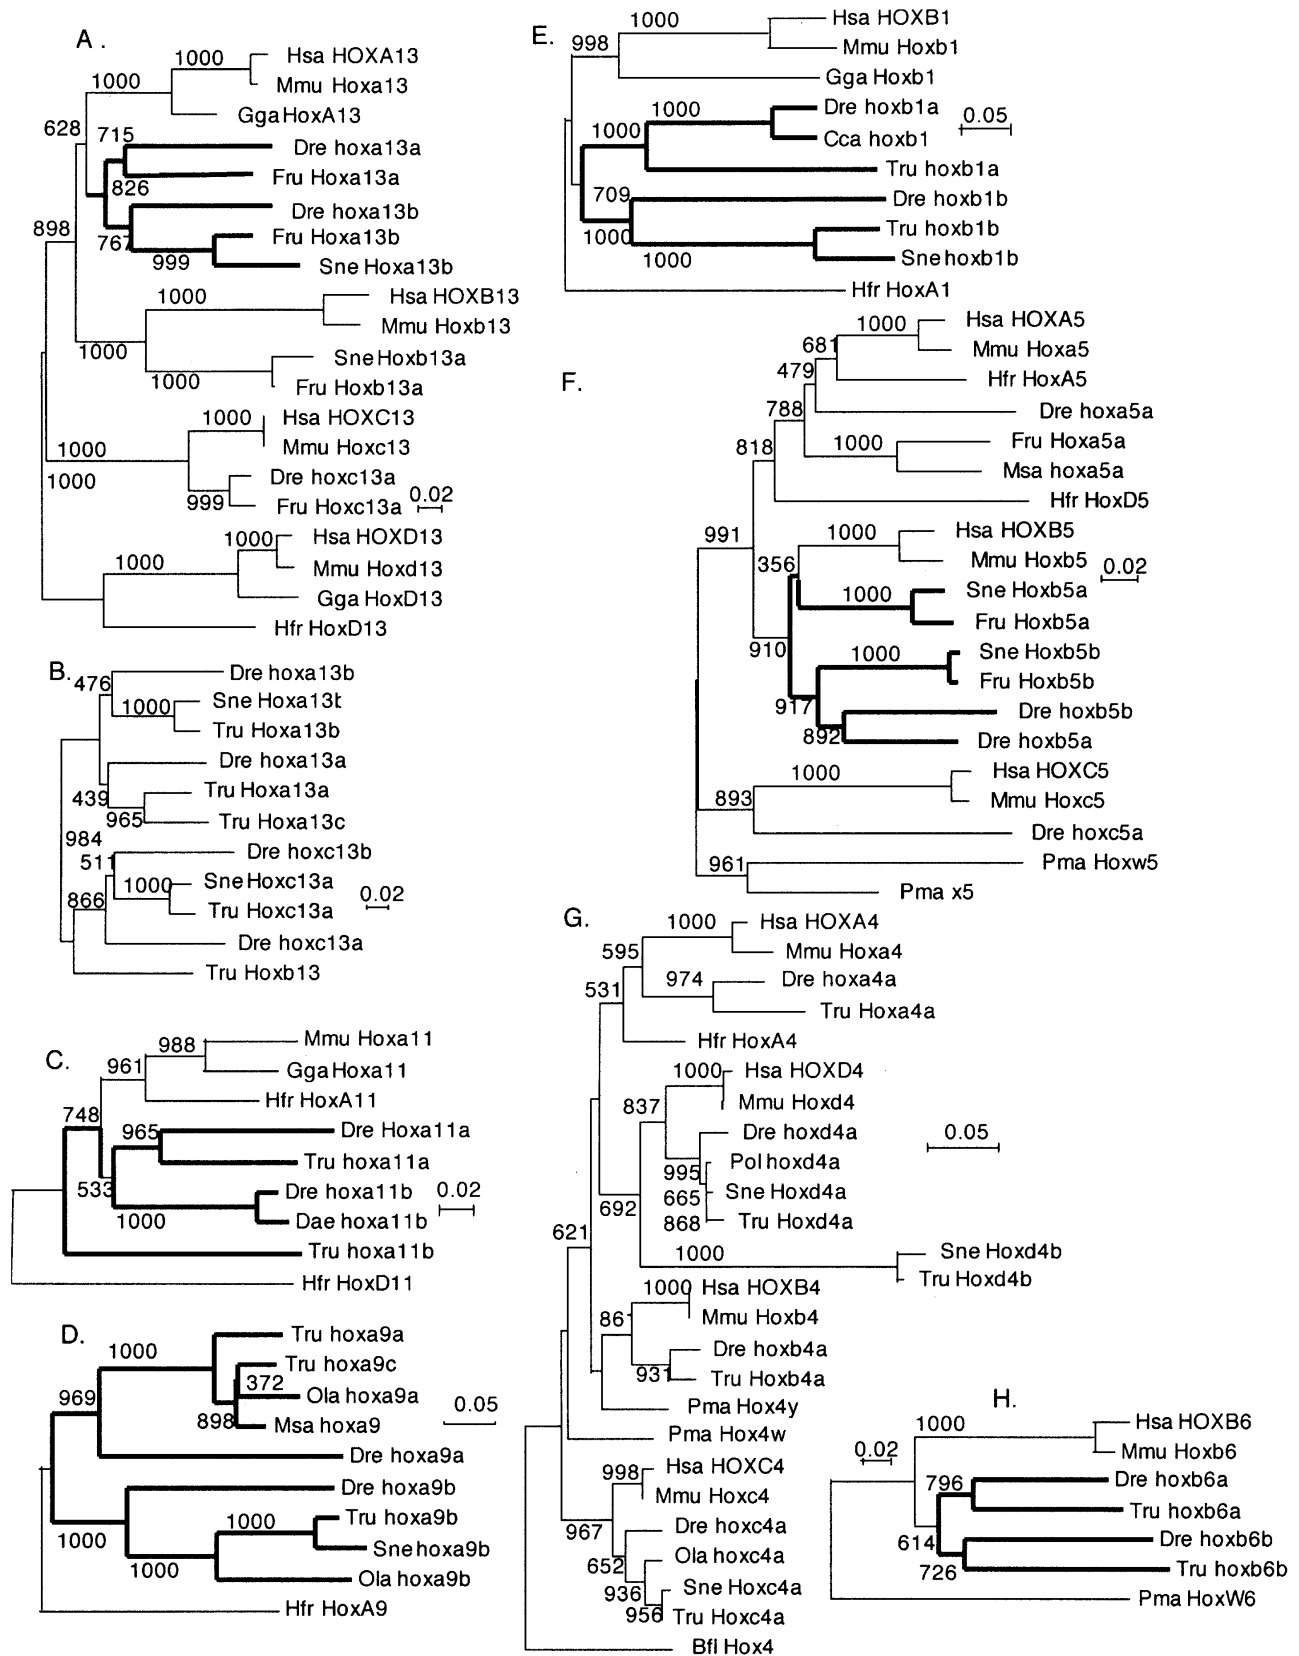 A .
1000
Hsa HOXA13
1000
Mmu Hoxa13
Gga HoxA13
628
715
Dre hoxa13a
Fru Hoxa13a
826
Dre hoxa13b
898
767
Fru Hoxa13b
999
Sne Hoxa13b
1000
Hsa HOXB13
Mmu Hoxb13
1000
Sne Hoxb13a
1000
Fru Hoxb13a
1000
Hsa HOXC13
1000
Mmu Hoxc13
1000
Dre hoxc13a
999
Fru Hoxc13a
0.02
1000
Hsa HOXD13
1000
Mmu Hoxd13
Gga HoxD13
Hfr HoxD13
B.
476
Dre hoxa13b
1000
Sne Hoxa13b
Tru Hoxa13b
Dre hoxa13a
439
Tru Hoxa13a
965
Tru Hoxa13c
984
511
Dre hoxc13b
1000
Sne Hoxc13a
0.02
866
Tru Hoxc13a
Dre hoxc13a
Tru Hoxb13
C.
988
Mmu Hoxa11
961
Gga Hoxa11
Hfr HoxA11
748
965
Dre Hoxa11a
Tru hoxa11a
533
Dre hoxa11b
0.02
1000
Dae hoxa11b
Tru hoxa11b
Hfr HoxD11
D.
1000
Tru hoxa9a
Tru hoxa9c
969
372
Ola hoxa9a
0.05
898
Msa hoxa9
Dre hoxa9a
Dre hoxa9b
1000
1000
Tru hoxa9b
Sne hoxa9b
1000
Ola hoxa9b
Hfr HoxA9
E.
998
1000
Hsa HOXB1
Mmu Hoxb1
Gga Hoxb1
1000
Dre hoxb1a
0.05
1000
Cca hoxb1
Tru hoxb1a
709
Dre hoxb1b
1000
Tru hoxb1b
1000
Sne hoxb1b
Hfr HoxA1
F.
1000
Hsa HOXA5
681
Mmu Hoxa5
479
Hfr HoxA5
788
Dre hoxa5a
818
1000
Fru Hoxa5a
Msa hoxa5a
Hfr HoxD5
991
1000
Hsa HOXB5
356
Mmu Hoxb5
0.02
1000
Sne Hoxb5a
Fru Hoxb5a
910
1000
Sne Hoxb5b
Fru Hoxb5b
917
Dre hoxb5b
892
Dre hoxb5a
1000
Hsa HOXC5
893
Mmu Hoxc5
Dre hoxc5a
961
Pma Hoxw5
Pma x5
G.
1000
Hsa HOXA4
595
Mmu Hoxa4
531
974
Dre hoxa4a
Tru Hoxa4a
Hfr HoxA4
1000
Hsa HOXD4
837
Mmu Hoxd4
Dre hoxd4a
0.05
995
Pol hoxd4a
665
Sne Hoxd4a
692
868
Tru Hoxd4a
621
1000
Sne Hoxd4b
Tru Hoxd4b
1000
Hsa HOXB4
861
Mmu Hoxb4
Dre hoxb4a
931
Tru Hoxb4a
Pma Hox4y
Pma Hox4w
998
Hsa HOXC4
Mmu Hoxc4
967
Dre hoxc4a
652
Ola hoxc4a
936
Sne Hoxc4a
956
Tru Hoxc4a
Bfl Hox4
H.
1000
Hsa HOXB6
0.02
Mmu Hoxb6
796
Dre hoxb6a
Tru hoxb6a
614
Dre hoxb6b
726
Tru hoxb6b
Pma HoxW6